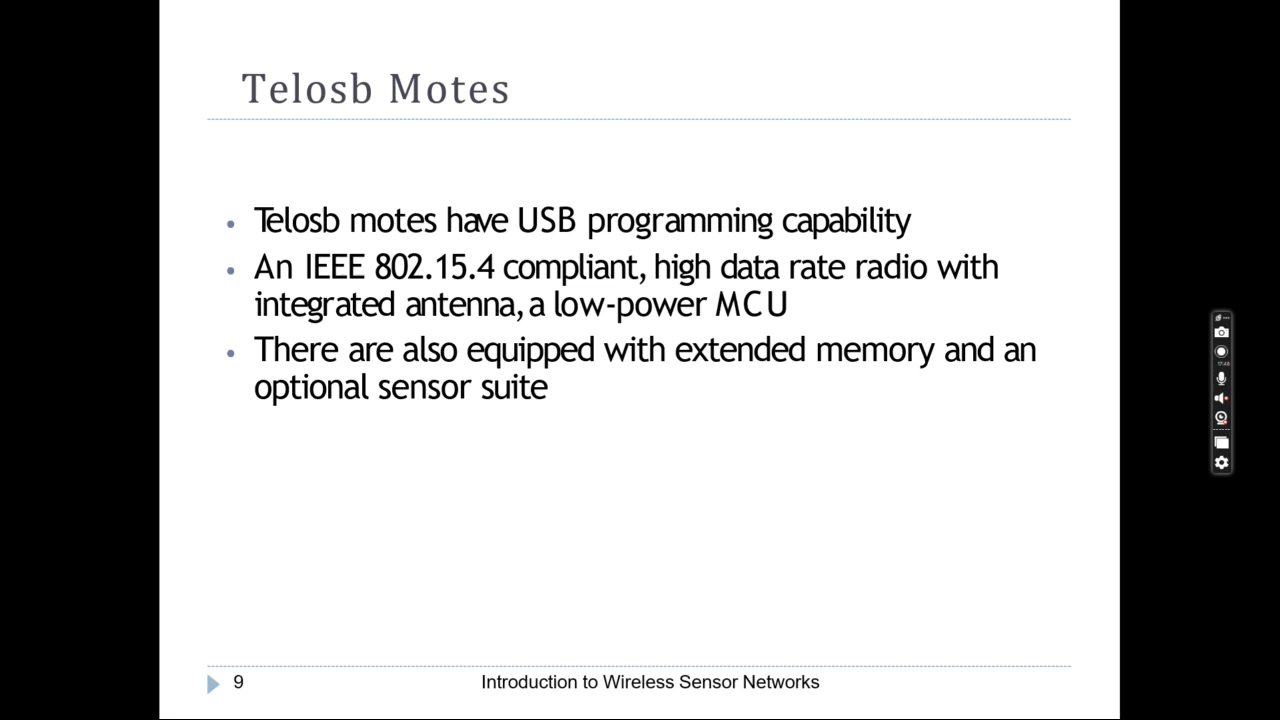 Telosb Motes
Telosb motes have USB programming capability
An IEEE 802.15.4 compliant, high data rate radio with
integrated antenna, a low-power MCU
There are also equipped with extended memory and an
optional sensor suite
9
Introduction to Wireless Sensor Networks